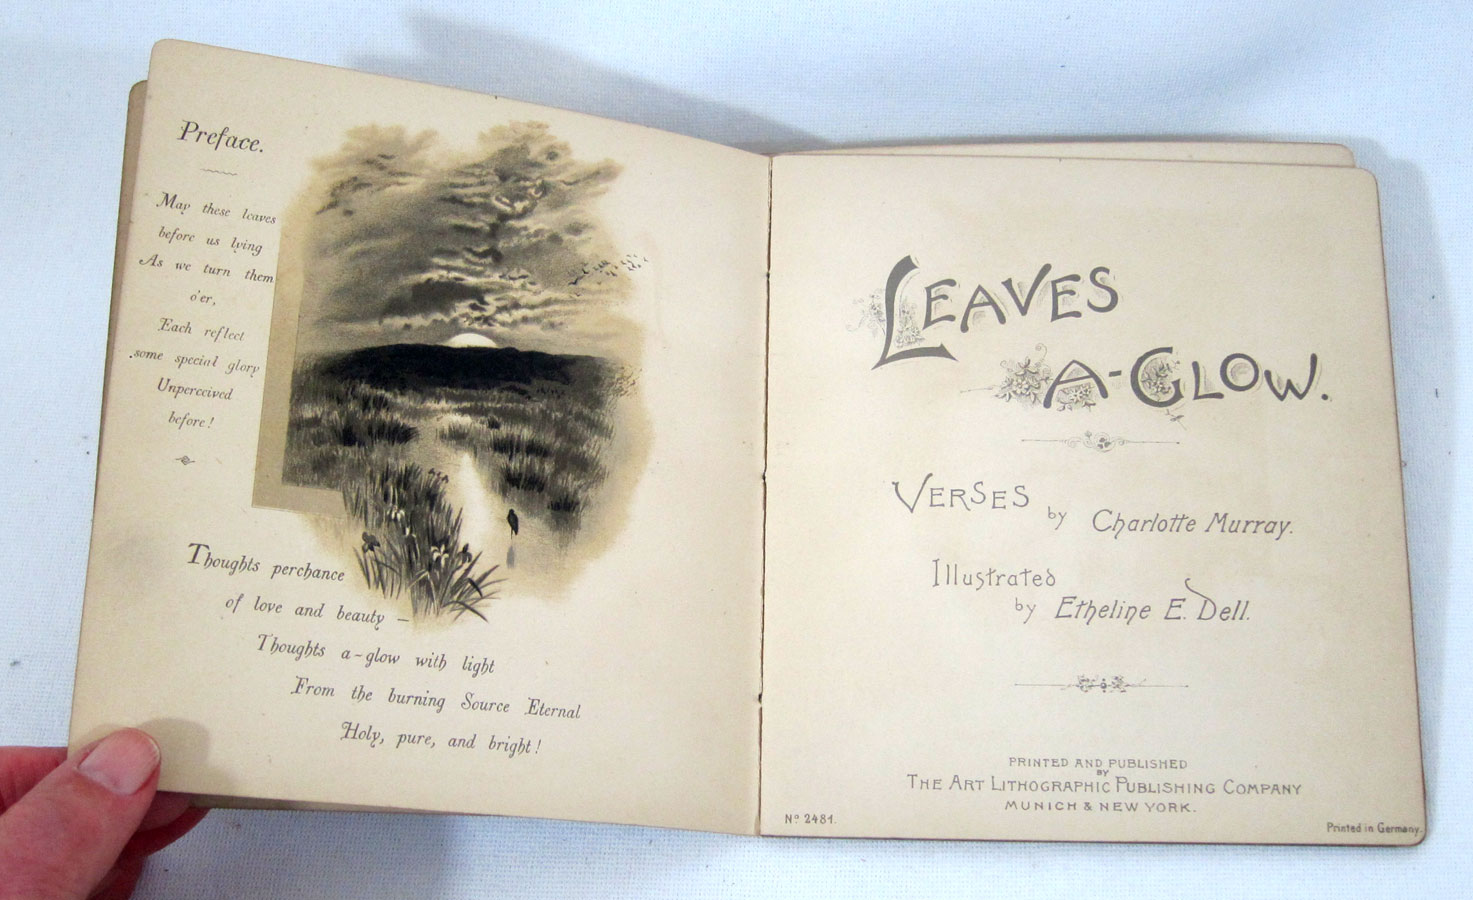 Preface.
May these leaves
before us lying
As we turn them
o'er,
Each reflect
some special glory
Unperceived
before!
Thoughts perchance
of love and beauty —
Thoughts a-glow with light
From the burning Source Eternal
Holy, pure, and bright!
LEAVES
A-GLOW.
VERSES by Charlotte Murray.
Illustrated
by Etheline E. Dell.
PRINTED AND PUBLISHED
BY
THE ART LITHOGRAPHIC PUBLISHING COMPANY
MUNICH & NEW YORK.
No 2481.
Printed in Germany.